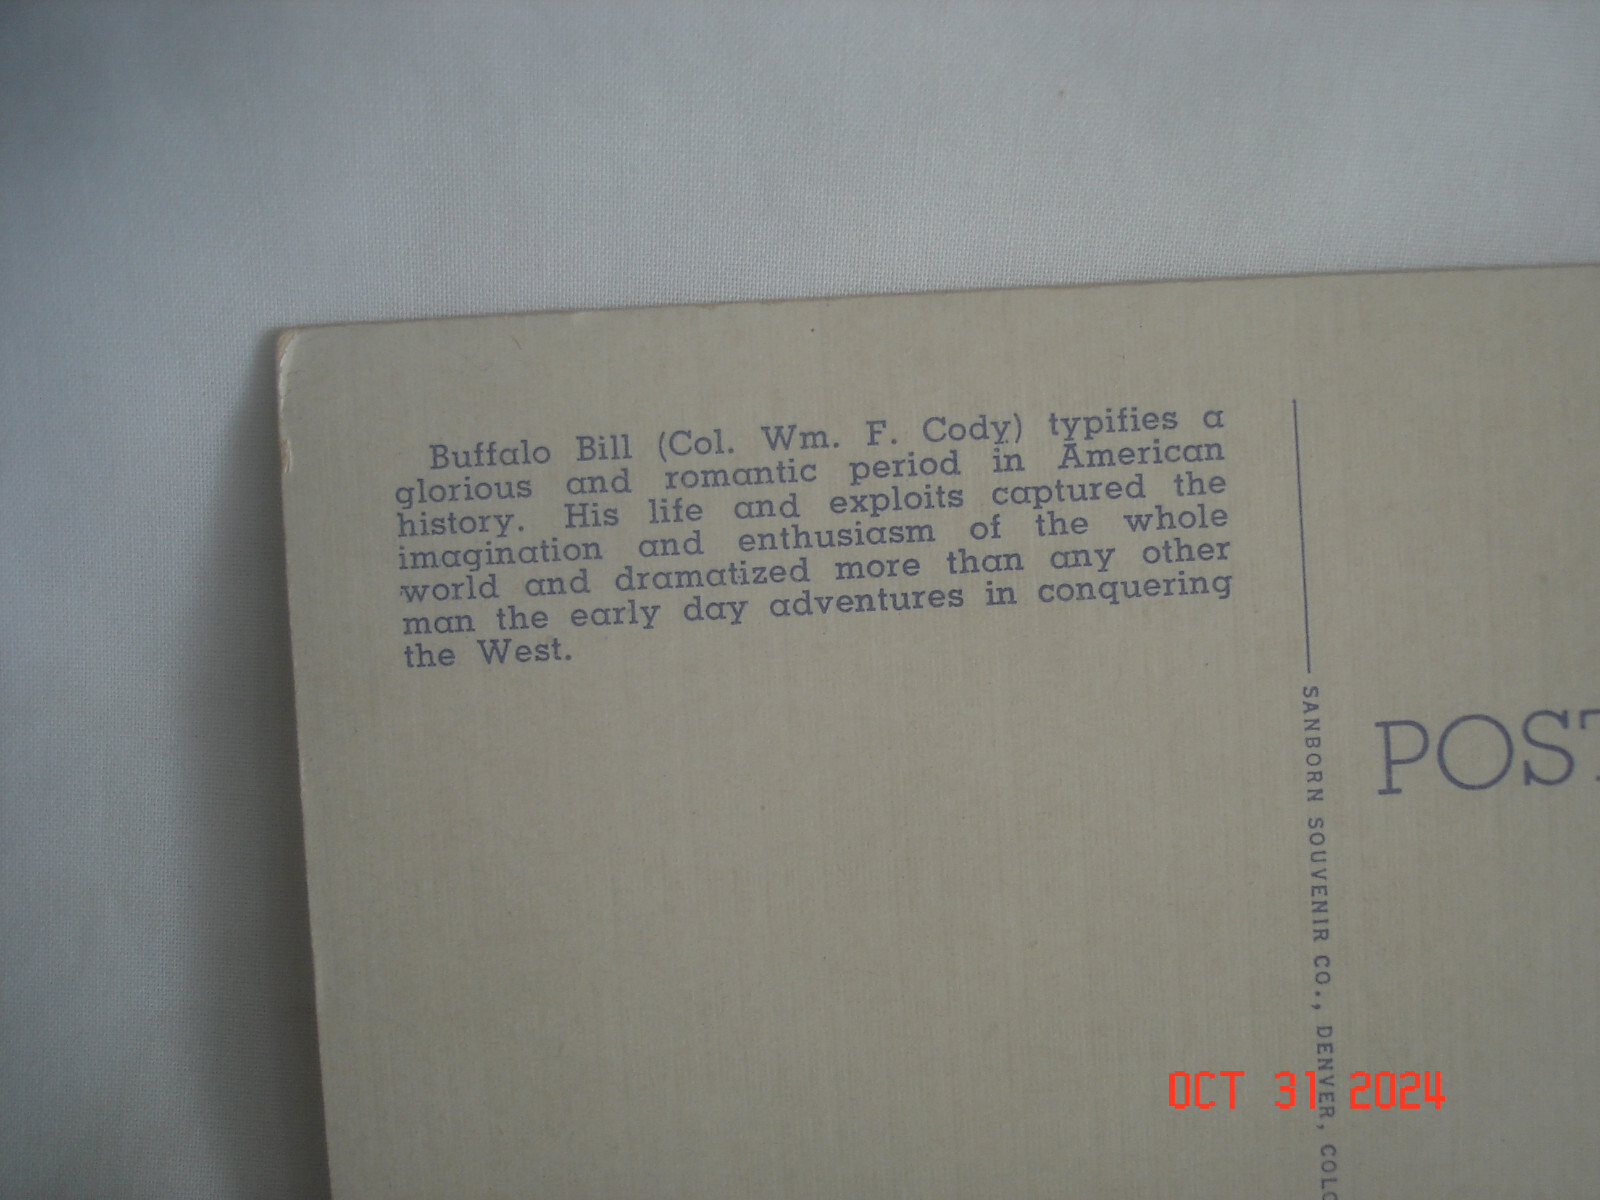 Buffalo Bill (Col. Wm. F. Cody) typifies a
glorious and romantic period in American
history. His life and exploits captured the
imagination and enthusiasm of the whole
world and dramatized more than any other
man the early day adventures in conquering
the West.
SANBORN SOUVENIR CO., DENVER, COLO
POST
OCT 31 2024